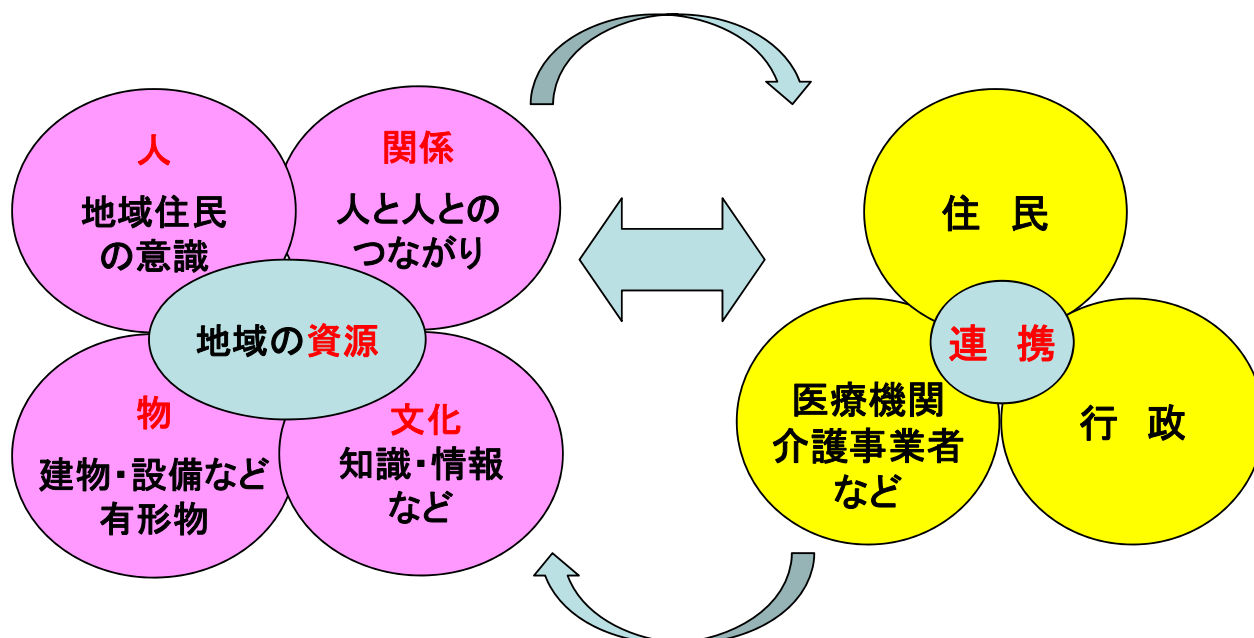 人
地域住民
の意識
関係
人と人との
つながり
地域の資源
物
建物・設備など
有形物
文化
知識・情報
など
住　民
連　携
医療機関
介護事業者
など
行　政